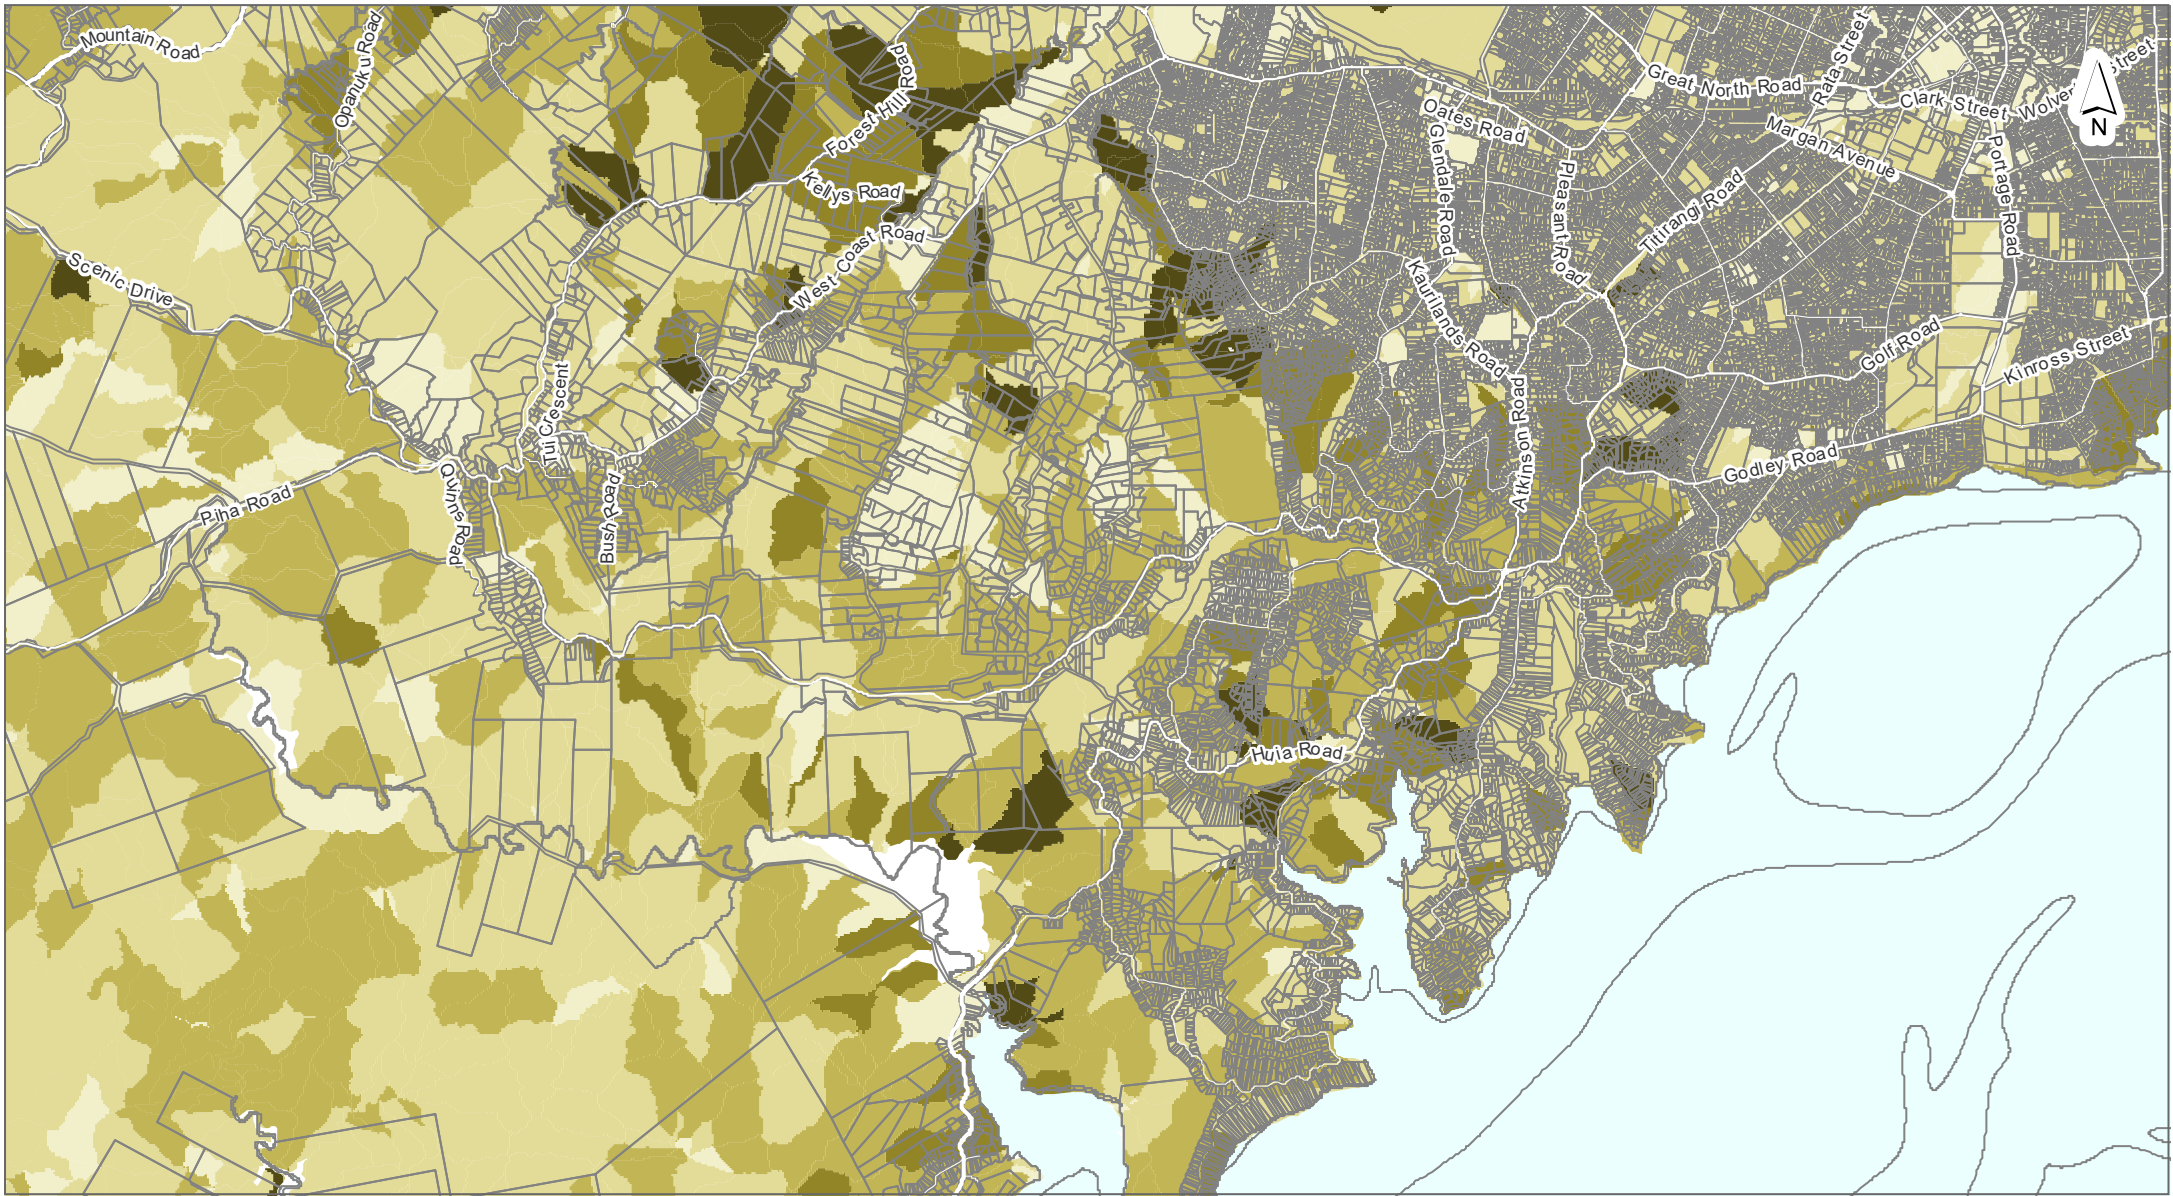 Mountain Road
Opanuku Road
Forest Hill Road
Kellys Road
West Coast Road
Scenic Drive
Tui Crescent
Bush Road
Quinns Road
Piha Road
Great North Road
Rata Street
Clark Street
Street
Oates Road
Glendale Road
Pleasant Road
Margan Avenue
Portage Road
Titirangi Road
Kaurilands Road
Golf Road
Kinross Street
Atkinson Road
Godley Road
Huia Road
N